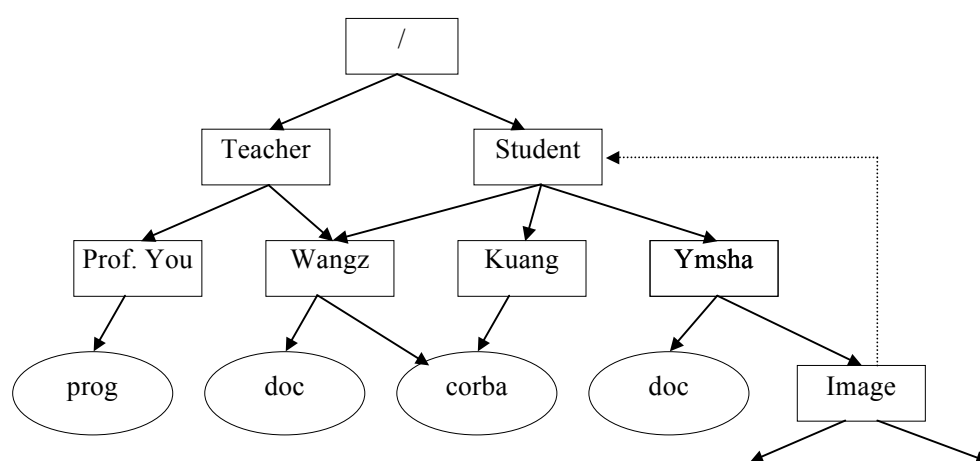 /
Teacher Student
Prof. You Wangz Kuang Ymsha
prog doc corba doc Image